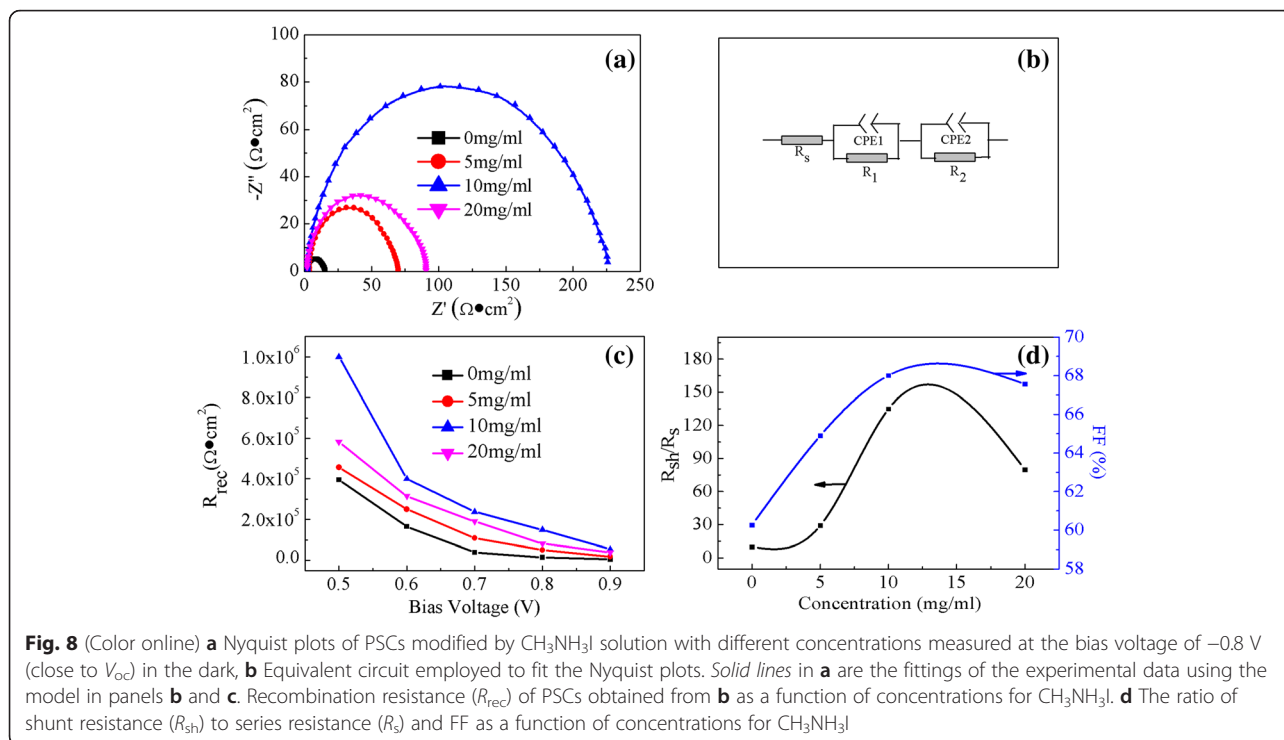 (a)
100
80
60
40
20
0
-Z'' (Ω●cm²)
0mg/ml
5mg/ml
10mg/ml
20mg/ml
0 50 100 150 200 250
Z' (Ω●cm²)
(b)
CPE1 CPE2
Rs R1 R2
(c)
1.0x10⁶
8.0x10⁵
6.0x10⁵
4.0x10⁵
2.0x10⁵
0.0
Rrec(Ω●cm²)
0mg/ml
5mg/ml
10mg/ml
20mg/ml
0.5 0.6 0.7 0.8 0.9
Bias Voltage (V)
(d)
180
150
120
90
60
30
0
Rsh/Rs
70
68
66
64
62
60
58
FF (%)
0 5 10 15 20
Concentration (mg/ml)
Fig. 8 (Color online) a Nyquist plots of PSCs modified by CH3NH3I solution with different concentrations measured at the bias voltage of −0.8 V
(close to Voc) in the dark, b Equivalent circuit employed to fit the Nyquist plots. Solid lines in a are the fittings of the experimental data using the
model in panels b and c. Recombination resistance (Rrec) of PSCs obtained from b as a function of concentrations for CH3NH3I. d The ratio of
shunt resistance (Rsh) to series resistance (Rs) and FF as a function of concentrations for CH3NH3I